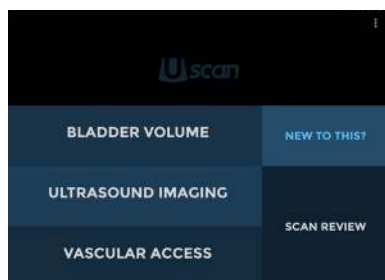 Uscan
BLADDER VOLUME
NEW TO THIS?
ULTRASOUND IMAGING
SCAN REVIEW
VASCULAR ACCESS